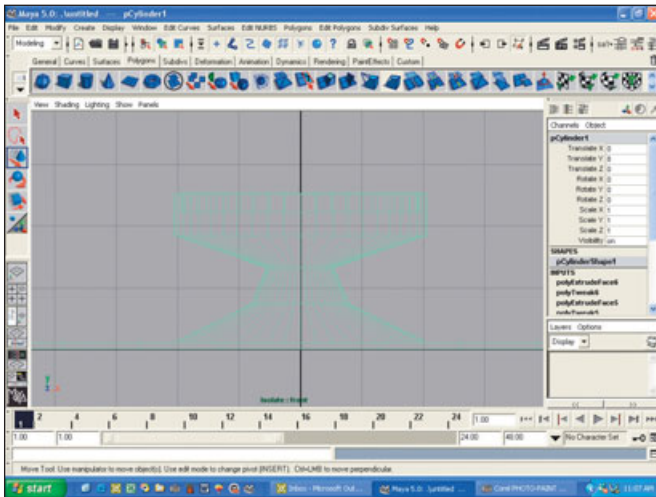 Maya 5.0: .\untitled --- pCylinder1
File Edit Modify Create Display Window Edit Curves Surfaces Edit NURBS Polygons Edit Polygons Subdiv Surfaces Help
Modeling
General Curves Surfaces Polygons Subdivs Deformation Animation Dynamics Rendering PaintEffects Custom
View Shading Lighting Show Panels
Channels Object
pCylinder1
Translate X 0
Translate Y 0
Translate Z 0
Rotate X 0
Rotate Y 0
Rotate Z 0
Scale X 1
Scale Y 1
Scale Z 1
Visibility on
SHAPES
pCylinderShape1
INPUTS
polyExtrudeFace6
polyTweak6
polyExtrudeFace5
polyTweak5
Layers Options
Display
y
z x
Isolate : front
1 2 4 6 8 10 12 14 16 18 20 22 24 1.00
1.00 1.00 24.00 48.00 No Character Set
Move Tool: Use manipulator to move object(s). Use edit mode to change pivot (INSERT). Ctrl+LMB to move perpendicular.
start Inbox - Microsoft Out... Maya 5.0: .\untitled ... Corel PHOTO-PAINT ... 11:07 AM